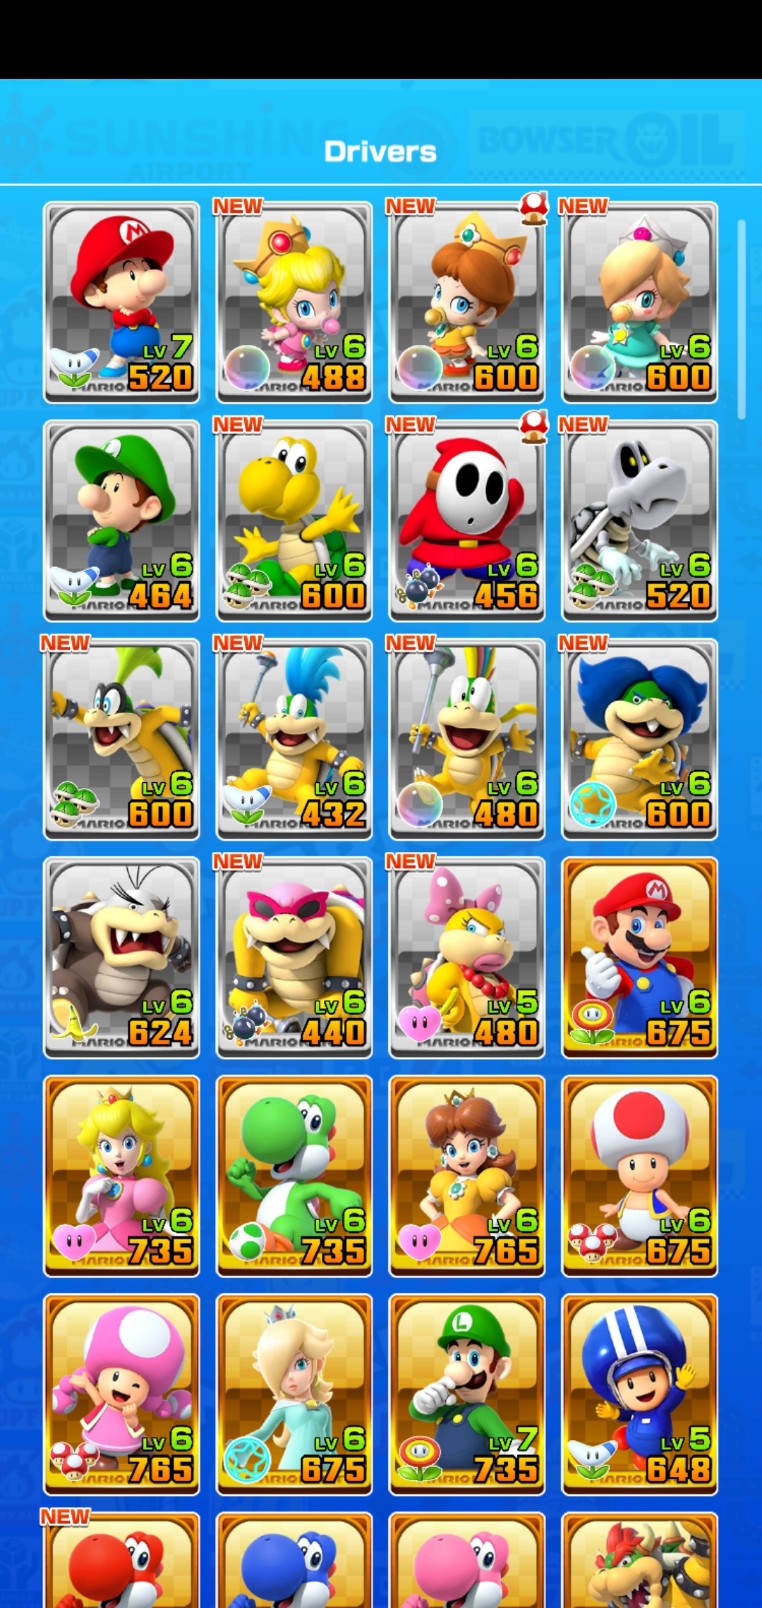 SUNSHINE
AIRPORT
BOWSER OIL
Drivers
NEW NEW NEW
LV 7 LV 6 LV 6 LV 6
520 488 600 600
NEW NEW NEW
LV 6 LV 6 LV 6 LV 6
464 600 456 520
NEW NEW NEW NEW
LV 6 LV 6 LV 6 LV 6
600 432 480 600
NEW NEW
LV 6 LV 6 LV 5 LV 6
624 440 480 675
LV 6 LV 6 LV 6 LV 6
735 735 765 675
LV 6 LV 6 LV 7 LV 5
765 675 735 648
NEW